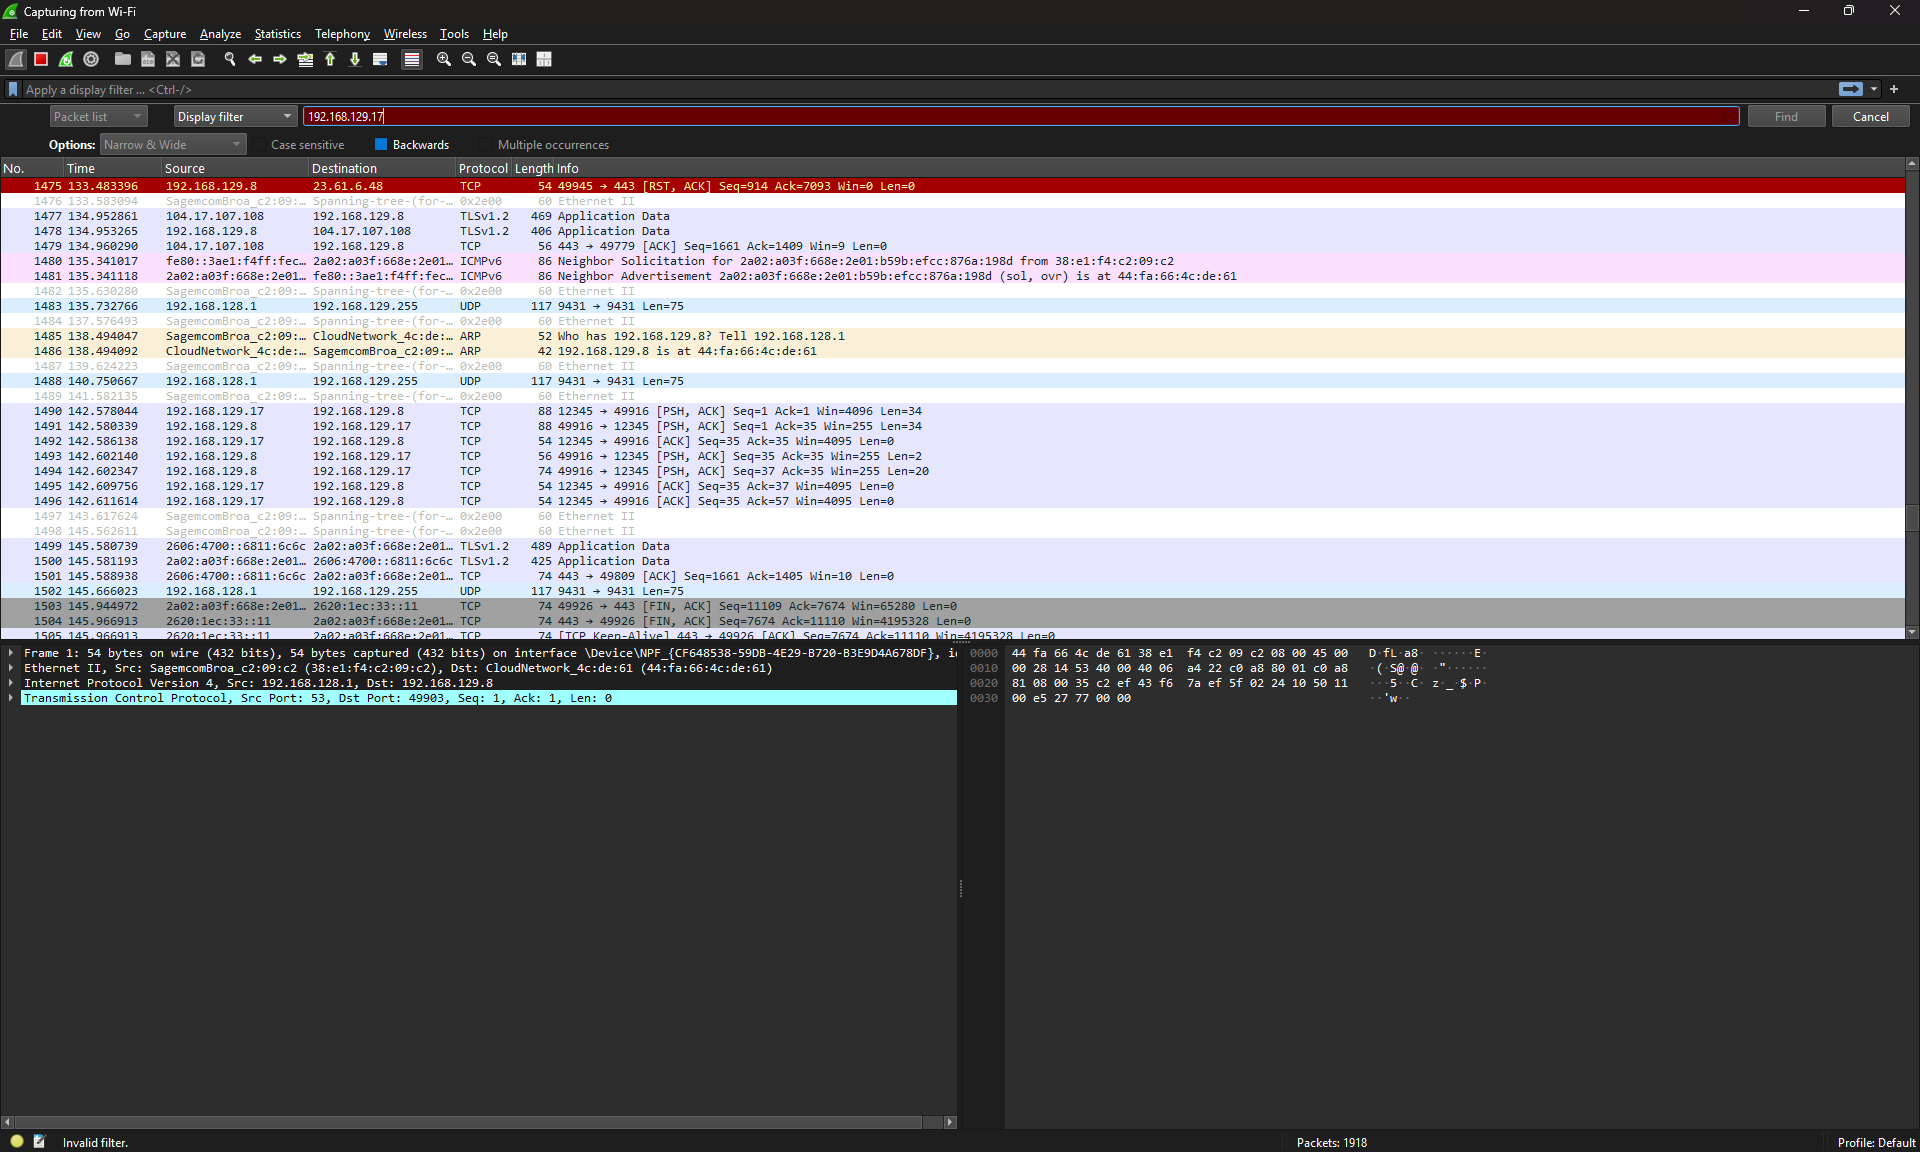 Capturing from Wi-Fi
File Edit View Go Capture Analyze Statistics Telephony Wireless Tools Help
Apply a display filter ... <Ctrl-/>
Packet list Display filter 192.168.129.17 Find Cancel
Options: Narrow & Wide Case sensitive Backwards Multiple occurrences
No. Time Source Destination Protocol Length Info
1475 133.483396 192.168.129.8 23.61.6.48 TCP 54 49945 → 443 [RST, ACK] Seq=914 Ack=7093 Win=0 Len=0
1476 133.583094 SagemcomBroa_c2:09:… Spanning-tree-(for-… 0x2e00 60 Ethernet II
1477 134.952861 104.17.107.108 192.168.129.8 TLSv1.2 469 Application Data
1478 134.953265 192.168.129.8 104.17.107.108 TLSv1.2 406 Application Data
1479 134.960290 104.17.107.108 192.168.129.8 TCP 56 443 → 49779 [ACK] Seq=1661 Ack=1409 Win=9 Len=0
1480 135.341017 fe80::3ae1:f4ff:fec… 2a02:a03f:668e:2e01… ICMPv6 86 Neighbor Solicitation for 2a02:a03f:668e:2e01:b59b:efcc:876a:198d from 38:e1:f4:c2:09:c2
1481 135.341118 2a02:a03f:668e:2e01… fe80::3ae1:f4ff:fec… ICMPv6 86 Neighbor Advertisement 2a02:a03f:668e:2e01:b59b:efcc:876a:198d (sol, ovr) is at 44:fa:66:4c:de:61
1482 135.630280 SagemcomBroa_c2:09:… Spanning-tree-(for-… 0x2e00 60 Ethernet II
1483 135.732766 192.168.128.1 192.168.129.255 UDP 117 9431 → 9431 Len=75
1484 137.576493 SagemcomBroa_c2:09:… Spanning-tree-(for-… 0x2e00 60 Ethernet II
1485 138.494047 SagemcomBroa_c2:09:… CloudNetwork_4c:de:… ARP 52 Who has 192.168.129.8? Tell 192.168.128.1
1486 138.494092 CloudNetwork_4c:de:… SagemcomBroa_c2:09:… ARP 42 192.168.129.8 is at 44:fa:66:4c:de:61
1487 139.624223 SagemcomBroa_c2:09:… Spanning-tree-(for-… 0x2e00 60 Ethernet II
1488 140.750667 192.168.128.1 192.168.129.255 UDP 117 9431 → 9431 Len=75
1489 141.582135 SagemcomBroa_c2:09:… Spanning-tree-(for-… 0x2e00 60 Ethernet II
1490 142.578044 192.168.129.17 192.168.129.8 TCP 88 12345 → 49916 [PSH, ACK] Seq=1 Ack=1 Win=4096 Len=34
1491 142.580339 192.168.129.8 192.168.129.17 TCP 88 49916 → 12345 [PSH, ACK] Seq=1 Ack=35 Win=255 Len=34
1492 142.586138 192.168.129.17 192.168.129.8 TCP 54 12345 → 49916 [ACK] Seq=35 Ack=35 Win=4095 Len=0
1493 142.602140 192.168.129.8 192.168.129.17 TCP 56 49916 → 12345 [PSH, ACK] Seq=35 Ack=35 Win=255 Len=2
1494 142.602347 192.168.129.8 192.168.129.17 TCP 74 49916 → 12345 [PSH, ACK] Seq=37 Ack=35 Win=255 Len=20
1495 142.609756 192.168.129.17 192.168.129.8 TCP 54 12345 → 49916 [ACK] Seq=35 Ack=37 Win=4095 Len=0
1496 142.611614 192.168.129.17 192.168.129.8 TCP 54 12345 → 49916 [ACK] Seq=35 Ack=57 Win=4095 Len=0
1497 143.617624 SagemcomBroa_c2:09:… Spanning-tree-(for-… 0x2e00 60 Ethernet II
1498 145.562611 SagemcomBroa_c2:09:… Spanning-tree-(for-… 0x2e00 60 Ethernet II
1499 145.580739 2606:4700::6811:6c6c 2a02:a03f:668e:2e01… TLSv1.2 489 Application Data
1500 145.581193 2a02:a03f:668e:2e01… 2606:4700::6811:6c6c TLSv1.2 425 Application Data
1501 145.588938 2606:4700::6811:6c6c 2a02:a03f:668e:2e01… TCP 74 443 → 49809 [ACK] Seq=1661 Ack=1405 Win=10 Len=0
1502 145.666023 192.168.128.1 192.168.129.255 UDP 117 9431 → 9431 Len=75
1503 145.944972 2a02:a03f:668e:2e01… 2620:1ec:33::11 TCP 74 49926 → 443 [FIN, ACK] Seq=11109 Ack=7674 Win=65280 Len=0
1504 145.966913 2620:1ec:33::11 2a02:a03f:668e:2e01… TCP 74 443 → 49926 [FIN, ACK] Seq=7674 Ack=11110 Win=4195328 Len=0
1505 145.966913 2620:1ec:33::11 2a02:a03f:668e:2e01… TCP 74 [TCP Keep-Alive] 443 → 49926 [ACK] Seq=7674 Ack=11110 Win=4195328 Len=0
Frame 1: 54 bytes on wire (432 bits), 54 bytes captured (432 bits) on interface \Device\NPF_{CF648538-59DB-4E29-B720-B3E9D4A678DF}, i
Ethernet II, Src: SagemcomBroa_c2:09:c2 (38:e1:f4:c2:09:c2), Dst: CloudNetwork_4c:de:61 (44:fa:66:4c:de:61)
Internet Protocol Version 4, Src: 192.168.128.1, Dst: 192.168.129.8
Transmission Control Protocol, Src Port: 53, Dst Port: 49903, Seq: 1, Ack: 1, Len: 0
0000 44 fa 66 4c de 61 38 e1 f4 c2 09 c2 08 00 45 00 D·fL·a8· ······E·
0010 00 28 14 53 40 00 40 06 a4 22 c0 a8 80 01 c0 a8 ·(·S@·@· ·"······
0020 81 08 00 35 c2 ef 43 f6 7a ef 5f 02 24 10 50 11 ···5··C· z·_·$·P·
0030 00 e5 27 77 00 00 ··'w··
Invalid filter. Packets: 1918 Profile: Default